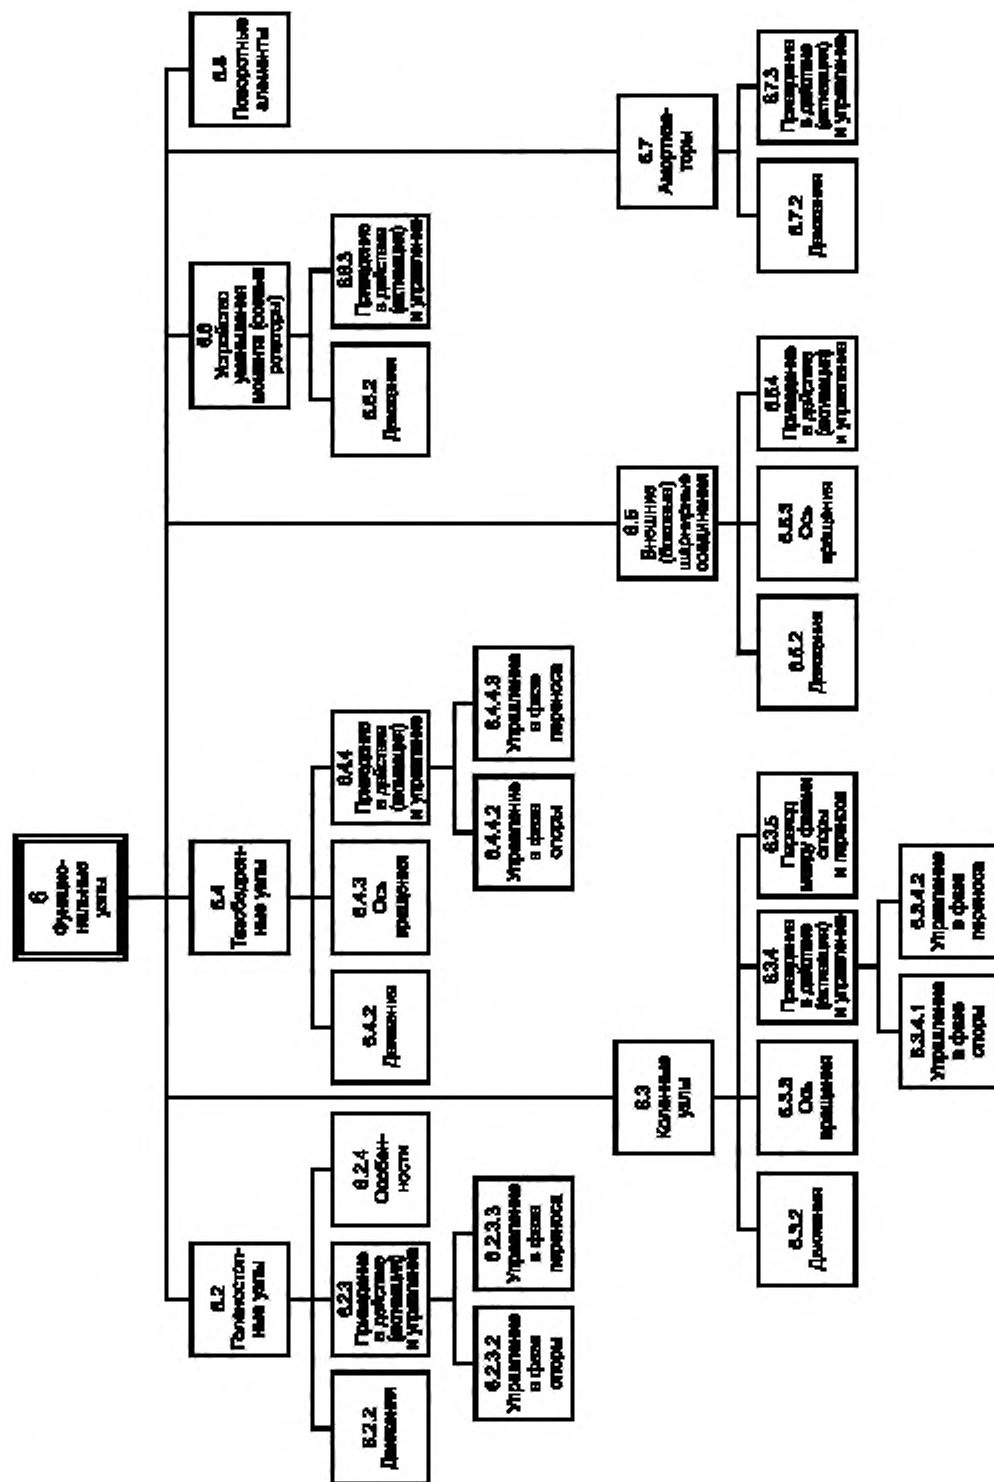 6
Функцио-
нальные
узлы
6.2
Голеностоп-
ные узлы
6.4
Тазобедрен-
ные узлы
6.6
Устройство
уменьшения
момента (осевые
ротаторы)
6.8
Поворотные
элементы
6.2.2
Движения
6.2.3
Приведение
в действие
(активация)
и управление
6.2.4
Особен-
ности
6.4.2
Движения
6.4.3
Ось
вращения
6.4.4
Приведение
в действие
(активация)
и управление
6.6.2
Движения
6.6.3
Приведение
в действие
(активация)
и управление
6.2.3.2
Управление
в фазе
опоры
6.2.3.3
Управление
в фазе
переноса
6.4.4.2
Управление
в фазе
опоры
6.4.4.3
Управление
в фазе
переноса
6.3
Коленные
узлы
6.5
Внешние
(боковые)
шарнирные
соединения
6.7
Амортиза-
торы
6.3.2
Движения
6.3.3
Ось
вращения
6.3.4
Приведение
в действие
(активация)
и управление
6.3.5
Переход
между фазами
опоры
и переноса
6.5.2
Движения
6.5.3
Ось
вращения
6.5.4
Приведение
в действие
(активация)
и управление
6.7.2
Движения
6.7.3
Приведение
в действие
(активация)
и управление
6.3.4.1
Управление
в фазе
опоры
6.3.4.2
Управление
в фазе
переноса